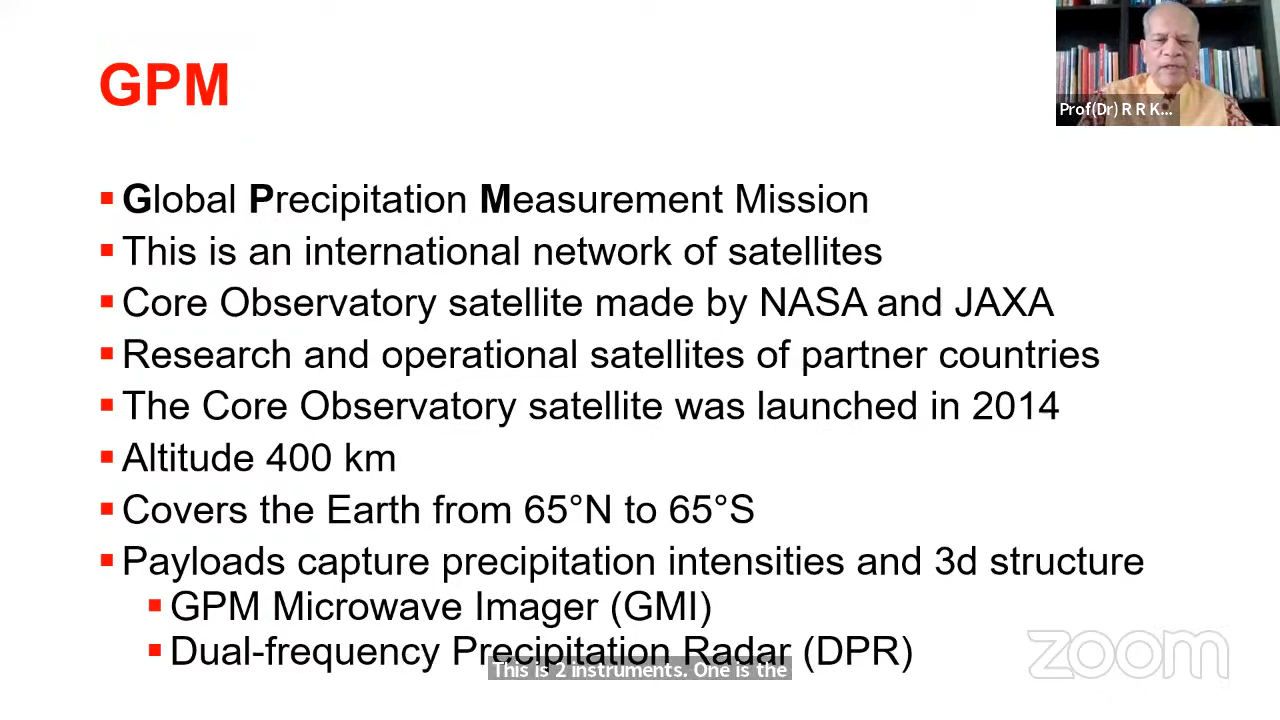 GPM
Prof(Dr) R R K...
▪ Global Precipitation Measurement Mission
▪ This is an international network of satellites
▪ Core Observatory satellite made by NASA and JAXA
▪ Research and operational satellites of partner countries
▪ The Core Observatory satellite was launched in 2014
▪ Altitude 400 km
▪ Covers the Earth from 65°N to 65°S
▪ Payloads capture precipitation intensities and 3d structure
▪ GPM Microwave Imager (GMI)
▪ Dual-frequency Precipitation Radar (DPR)
This is 2 instruments. One is the
zoom